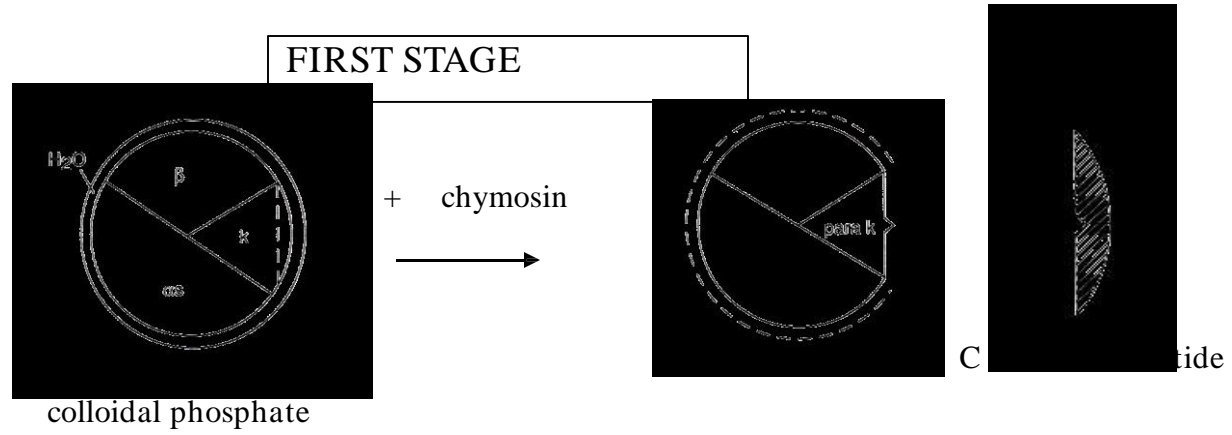 FIRST STAGE
H₂O
β
k
αs
+ chymosin
para k
C tide
colloidal phosphate